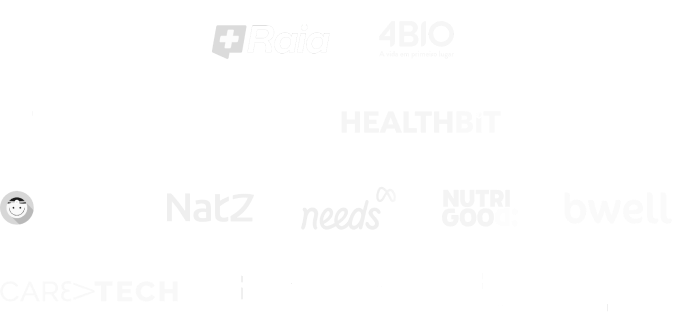 Raia
4BIO
HEALTHBIT
Natz
needs
NUTRI
GOOD
bwell
CARE TECH